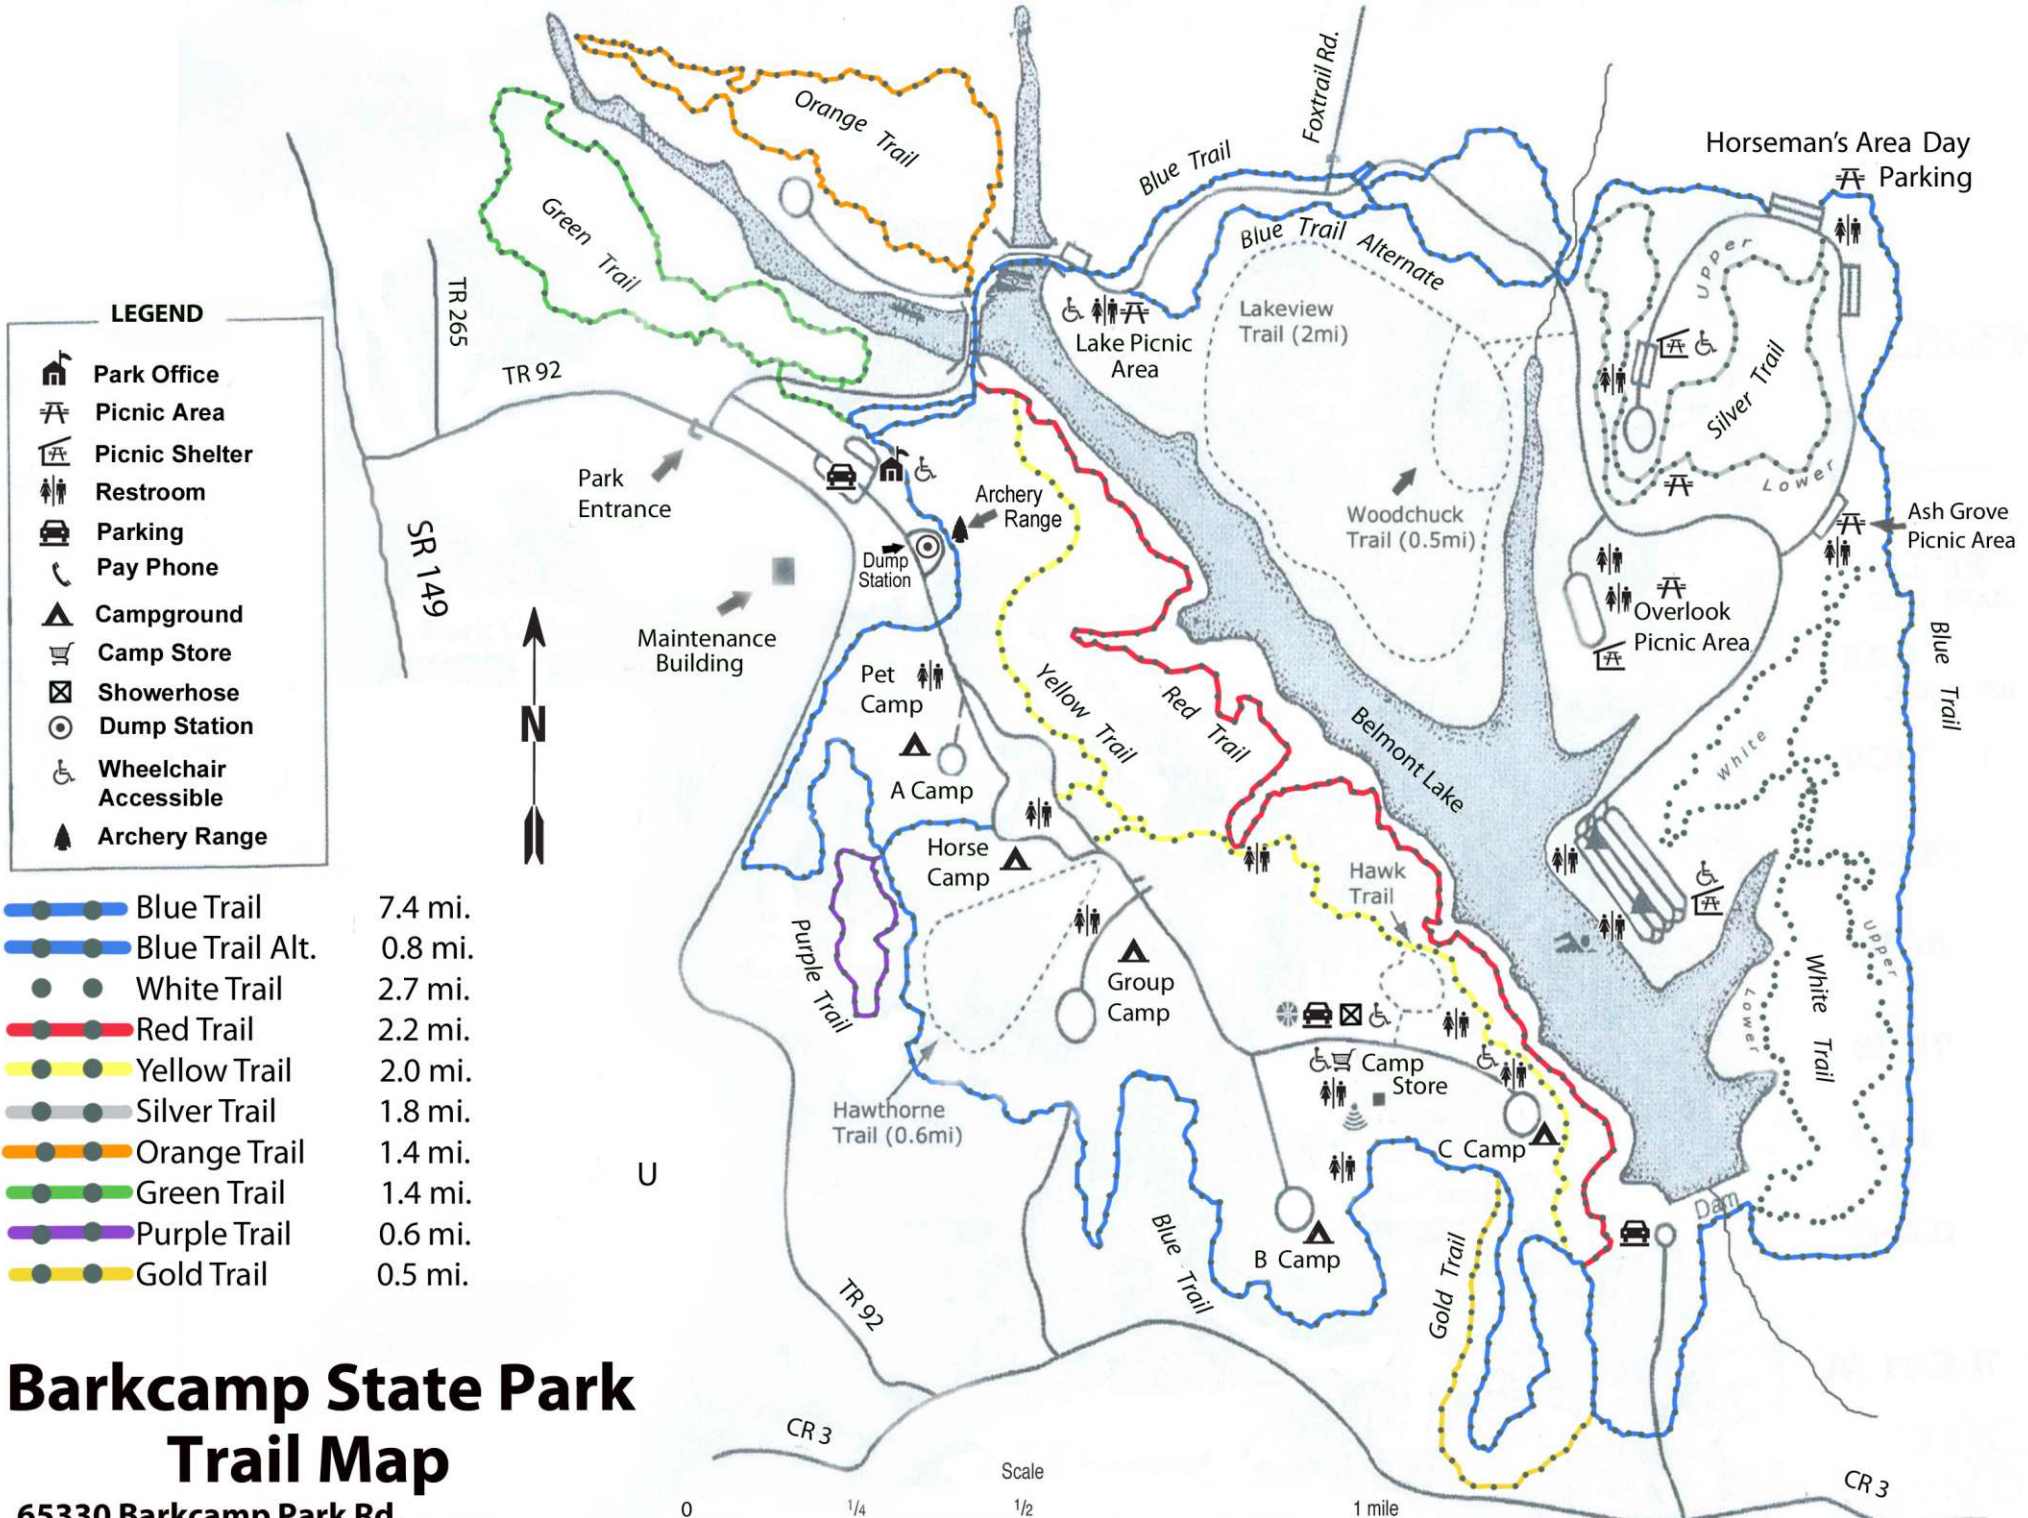 Orange Trail
Foxtrail Rd.
Blue Trail
Horseman's Area Day
Parking
Green Trail
Blue Trail Alternate
Upper
TR 265
LEGEND
Park Office
Picnic Area
Picnic Shelter
Restroom
Parking
Pay Phone
Campground
Camp Store
Showerhose
Dump Station
Wheelchair
Accessible
Archery Range
Lakeview
Trail (2mi)
Lake Picnic
Area
TR 92
Silver Trail
Lower
Park
Entrance
Archery
Range
Woodchuck
Trail (0.5mi)
Ash Grove
Picnic Area
SR 149
Dump
Station
Maintenance
Building
Overlook
Picnic Area
Blue Trail
N
Pet
Camp
Yellow Trail
Red Trail
Belmont Lake
White
A Camp
Horse
Camp
Hawk
Trail
Purple Trail
Group
Camp
Upper
White Trail
Lower
Camp
Store
Hawthorne
Trail (0.6mi)
C Camp
U
Dam
Blue Trail
B Camp
Gold Trail
TR 92
Blue Trail 7.4 mi.
Blue Trail Alt. 0.8 mi.
White Trail 2.7 mi.
Red Trail 2.2 mi.
Yellow Trail 2.0 mi.
Silver Trail 1.8 mi.
Orange Trail 1.4 mi.
Green Trail 1.4 mi.
Purple Trail 0.6 mi.
Gold Trail 0.5 mi.
Barkcamp State Park
Trail Map
65330 Barkcamp Park Rd
CR 3
CR 3
Scale
0 1/4 1/2 1 mile